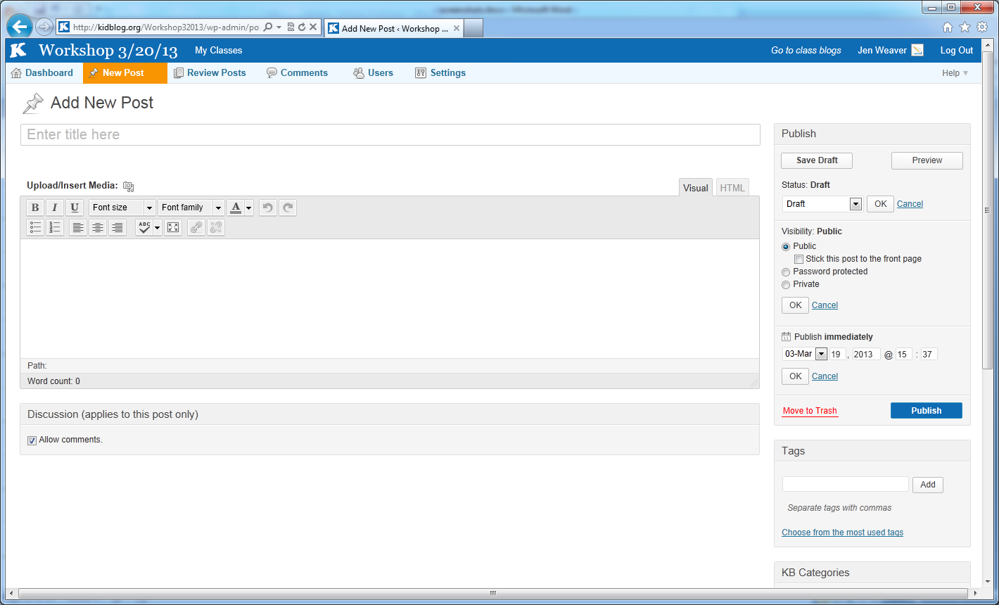 http://kidblog.org/Workshop32013/wp-admin/po
Add New Post ‹ Workshop ...
Workshop 3/20/13 My Classes Go to class blogs Jen Weaver Log Out
Dashboard New Post Review Posts Comments Users Settings Help
Add New Post
Enter title here
Upload/Insert Media: Visual HTML
B I U Font size Font family A
ABC
Path:
Word count: 0
Discussion (applies to this post only)
Allow comments.
Publish
Save Draft Preview
Status: Draft
Draft OK Cancel
Visibility: Public
Public
Stick this post to the front page
Password protected
Private
OK Cancel
Publish immediately
03-Mar 19 , 2013 @ 15 : 37
OK Cancel
Move to Trash Publish
Tags
Add
Separate tags with commas
Choose from the most used tags
KB Categories